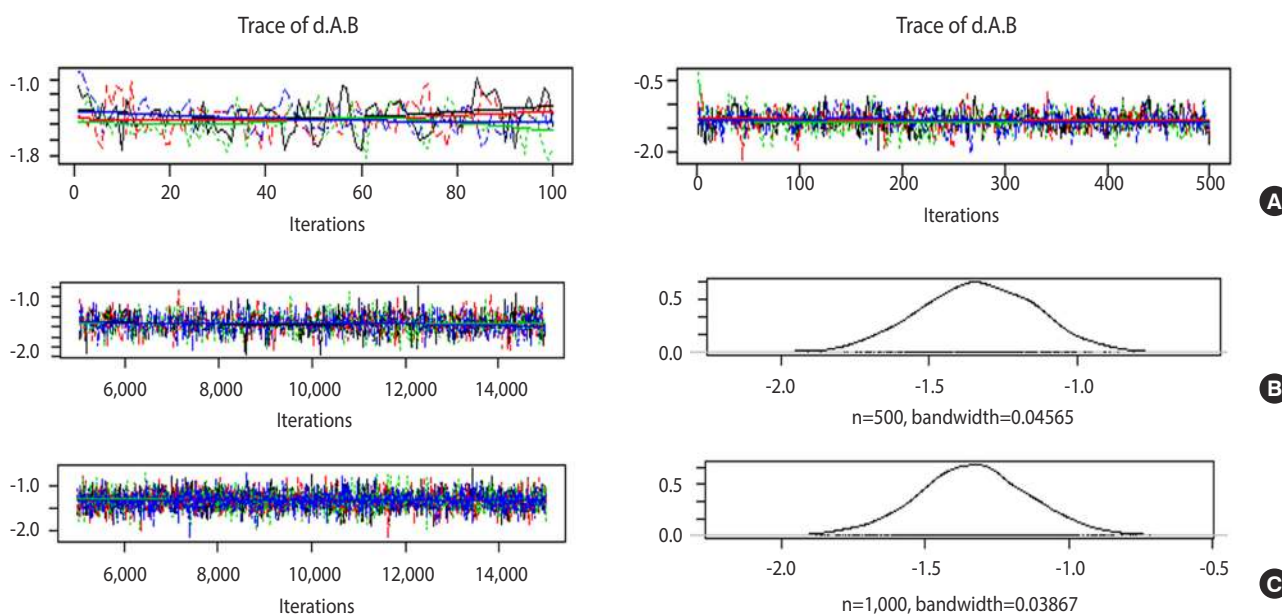 Trace of d.A.B
-1.0
-1.8
0 20 40 60 80 100
Iterations
Trace of d.A.B
-0.5
-2.0
0 100 200 300 400 500
Iterations
A
-1.0
-2.0
6,000 8,000 10,000 12,000 14,000
Iterations
0.5
0.0
-2.0 -1.5 -1.0
n=500, bandwidth=0.04565
B
-1.0
-2.0
6,000 8,000 10,000 12,000 14,000
Iterations
0.5
0.0
-2.0 -1.5 -1.0 -0.5
n=1,000, bandwidth=0.03867
C